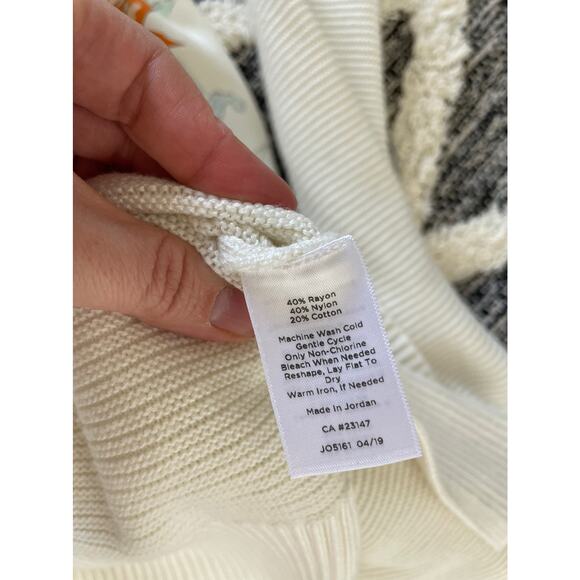 40% Rayon
40% Nylon
20% Cotton
Machine Wash Cold
Gentle Cycle
Only Non-Chlorine
Bleach When Needed
Reshape, Lay Flat To
Dry
Warm Iron, If Needed
Made in Jordan
CA #23147
JO5161 04/19